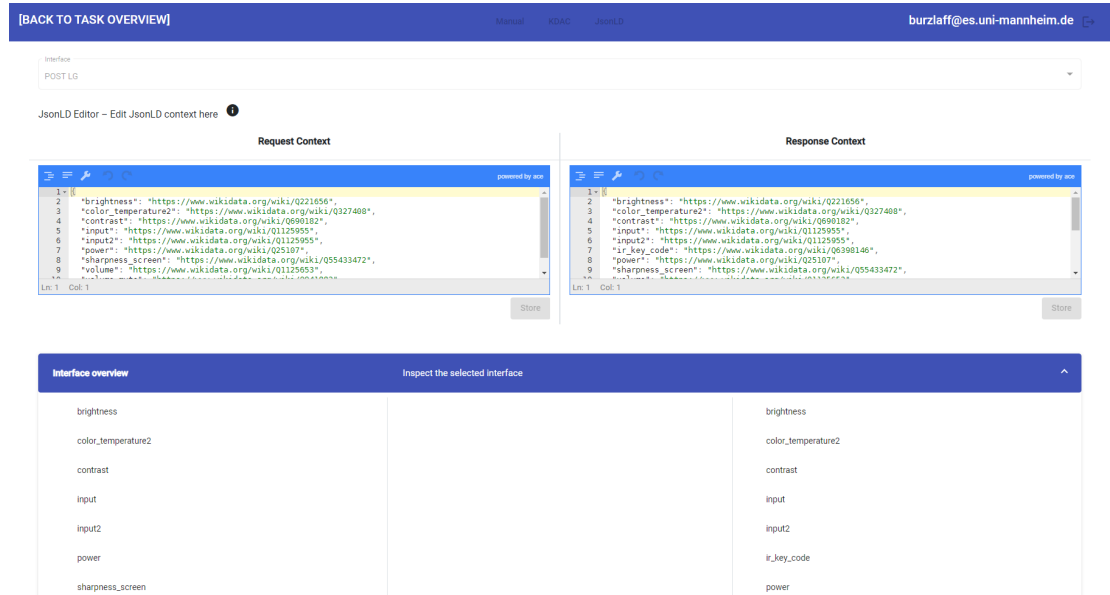 [BACK TO TASK OVERVIEW] Manual KDAC JsonLD burzlaff@es.uni-mannheim.de
Interface
POST LG
JsonLD Editor – Edit JsonLD context here
Request Context
powered by ace
1 {
2 "brightness": "https://www.wikidata.org/wiki/Q221656",
3 "color_temperature2": "https://www.wikidata.org/wiki/Q327408",
4 "contrast": "https://www.wikidata.org/wiki/Q690182",
5 "input": "https://www.wikidata.org/wiki/Q1125955",
6 "input2": "https://www.wikidata.org/wiki/Q1125955",
7 "power": "https://www.wikidata.org/wiki/Q25107",
8 "sharpness_screen": "https://www.wikidata.org/wiki/Q55433472",
9 "volume": "https://www.wikidata.org/wiki/Q1125653",
Ln: 1 Col: 1
Store
Response Context
powered by ace
1 {
2 "brightness": "https://www.wikidata.org/wiki/Q221656",
3 "color_temperature2": "https://www.wikidata.org/wiki/Q327408",
4 "contrast": "https://www.wikidata.org/wiki/Q690182",
5 "input": "https://www.wikidata.org/wiki/Q1125955",
6 "input2": "https://www.wikidata.org/wiki/Q1125955",
7 "ir_key_code": "https://www.wikidata.org/wiki/Q6398146",
8 "power": "https://www.wikidata.org/wiki/Q25107",
9 "sharpness_screen": "https://www.wikidata.org/wiki/Q55433472",
Ln: 1 Col: 1
Store
Interface overview Inspect the selected interface
brightness
color_temperature2
contrast
input
input2
power
sharpness_screen
brightness
color_temperature2
contrast
input
input2
ir_key_code
power